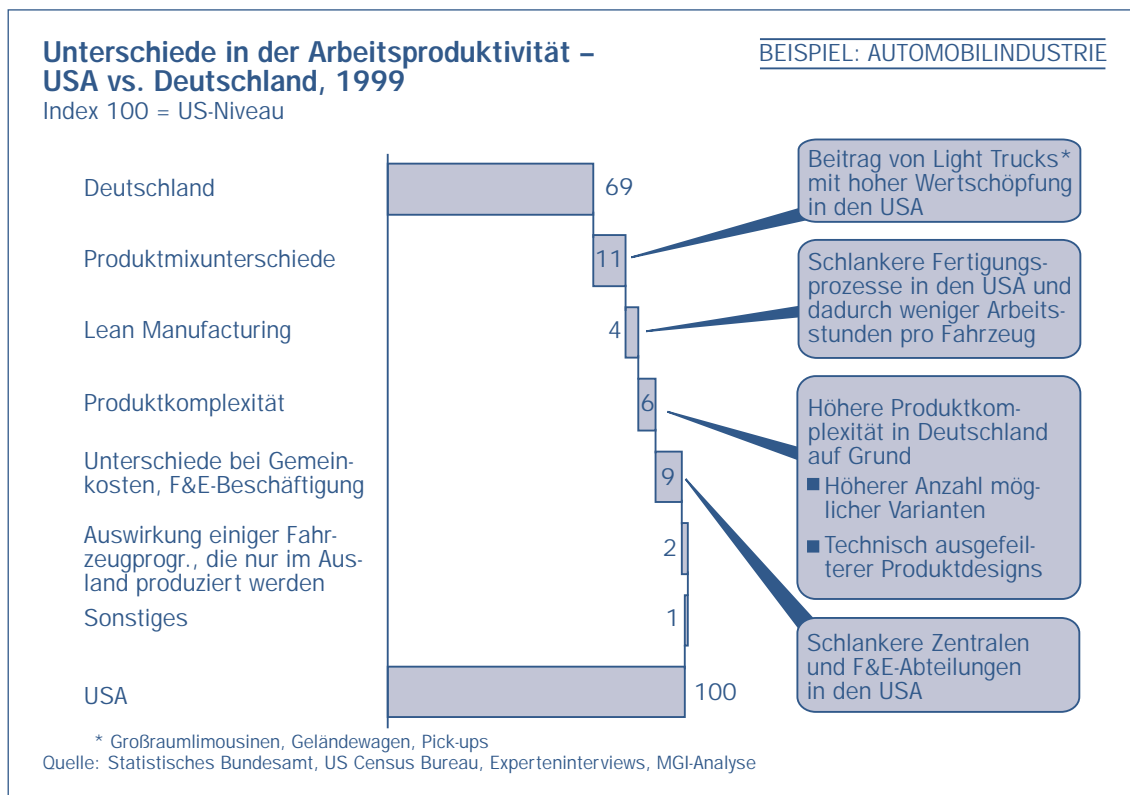 Unterschiede in der Arbeitsproduktivität –
USA vs. Deutschland, 1999
Index 100 = US-Niveau
BEISPIEL: AUTOMOBILINDUSTRIE
Deutschland
69
Produktmixunterschiede
11
Lean Manufacturing
4
Produktkomplexität
6
Unterschiede bei Gemein-
kosten, F&E-Beschäftigung
9
Auswirkung einiger Fahr-
zeugprogr., die nur im Aus-
land produziert werden
2
Sonstiges
1
USA
100
Beitrag von Light Trucks*
mit hoher Wertschöpfung
in den USA
Schlankere Fertigungs-
prozesse in den USA und
dadurch weniger Arbeits-
stunden pro Fahrzeug
Höhere Produktkom-
plexität in Deutschland
auf Grund
■ Höherer Anzahl mög-
licher Varianten
■ Technisch ausgefeil-
terer Produktdesigns
Schlankere Zentralen
und F&E-Abteilungen
in den USA
* Großraumlimousinen, Geländewagen, Pick-ups
Quelle: Statistisches Bundesamt, US Census Bureau, Experteninterviews, MGI-Analyse